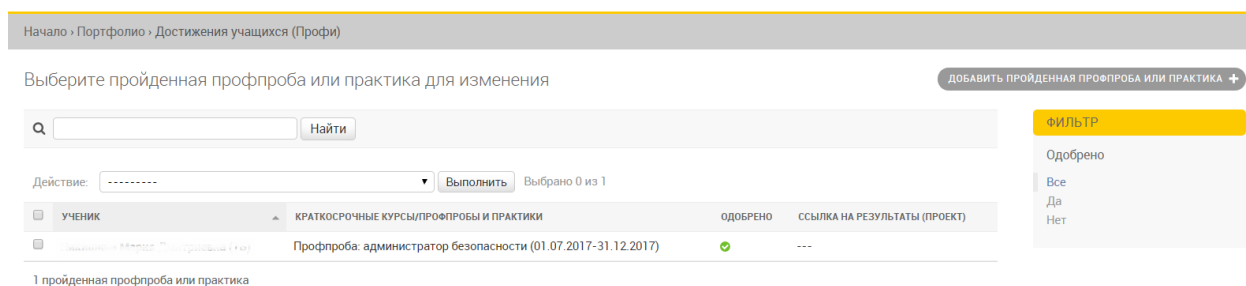 Начало › Портфолио › Достижения учащихся (Профи)
Выберите пройденная профпроба или практика для изменения
ДОБАВИТЬ ПРОЙДЕННАЯ ПРОФПРОБА ИЛИ ПРАКТИКА +
Найти
ФИЛЬТР
Одобрено
Все
Да
Нет
Действие: --------- Выполнить Выбрано 0 из 1
УЧЕНИК КРАТКОСРОЧНЫЕ КУРСЫ/ПРОФПРОБЫ И ПРАКТИКИ ОДОБРЕНО ССЫЛКА НА РЕЗУЛЬТАТЫ (ПРОЕКТ)
Профпроба: администратор безопасности (01.07.2017-31.12.2017) ---
1 пройденная профпроба или практика